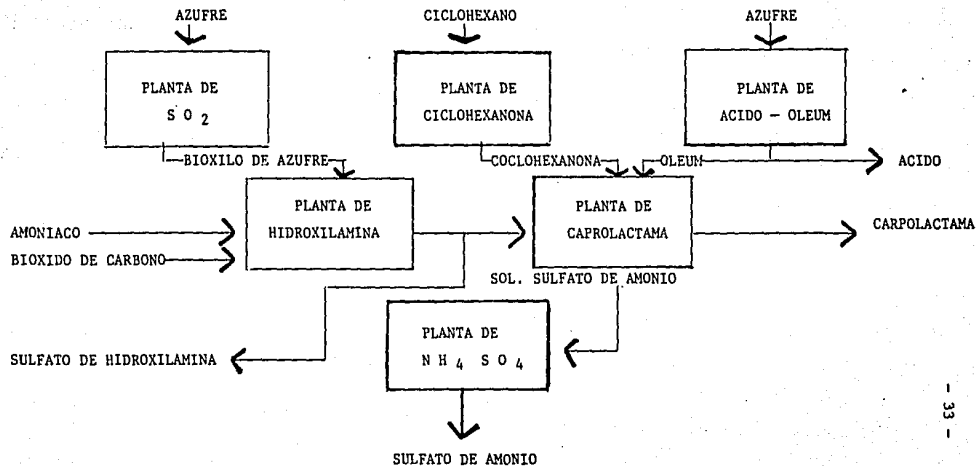 AZUFRE
CICLOHEXANO
AZUFRE
PLANTA DE
S O 2
PLANTA DE
CICLOHEXANONA
PLANTA DE
ACIDO - OLEUM
BIOXILO DE AZUFRE
COCLOHEXANONA
OLEUM
ACIDO
PLANTA DE
HIDROXILAMINA
PLANTA DE
CAPROLACTAMA
AMONIACO
BIOXIDO DE CARBONO
CARPOLACTAMA
SOL. SULFATO DE AMONIO
PLANTA DE
N H 4 S O 4
SULFATO DE HIDROXILAMINA
SULFATO DE AMONIO
- 33 -